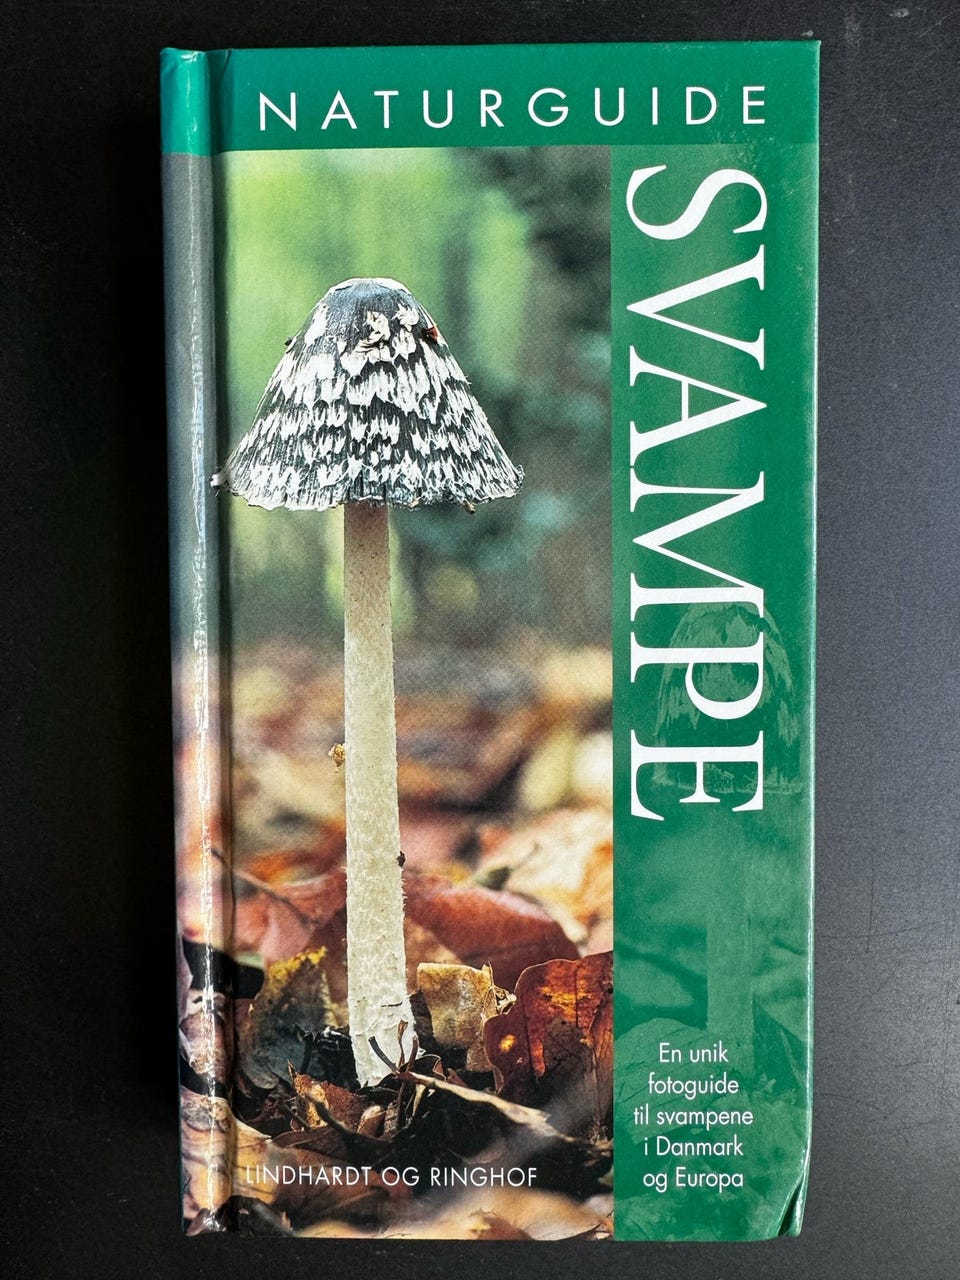 NATURGUIDE
SVAMPE
En unik
fotoguide
til svampene
i Danmark
og Europa
LINDHARDT OG RINGHOF